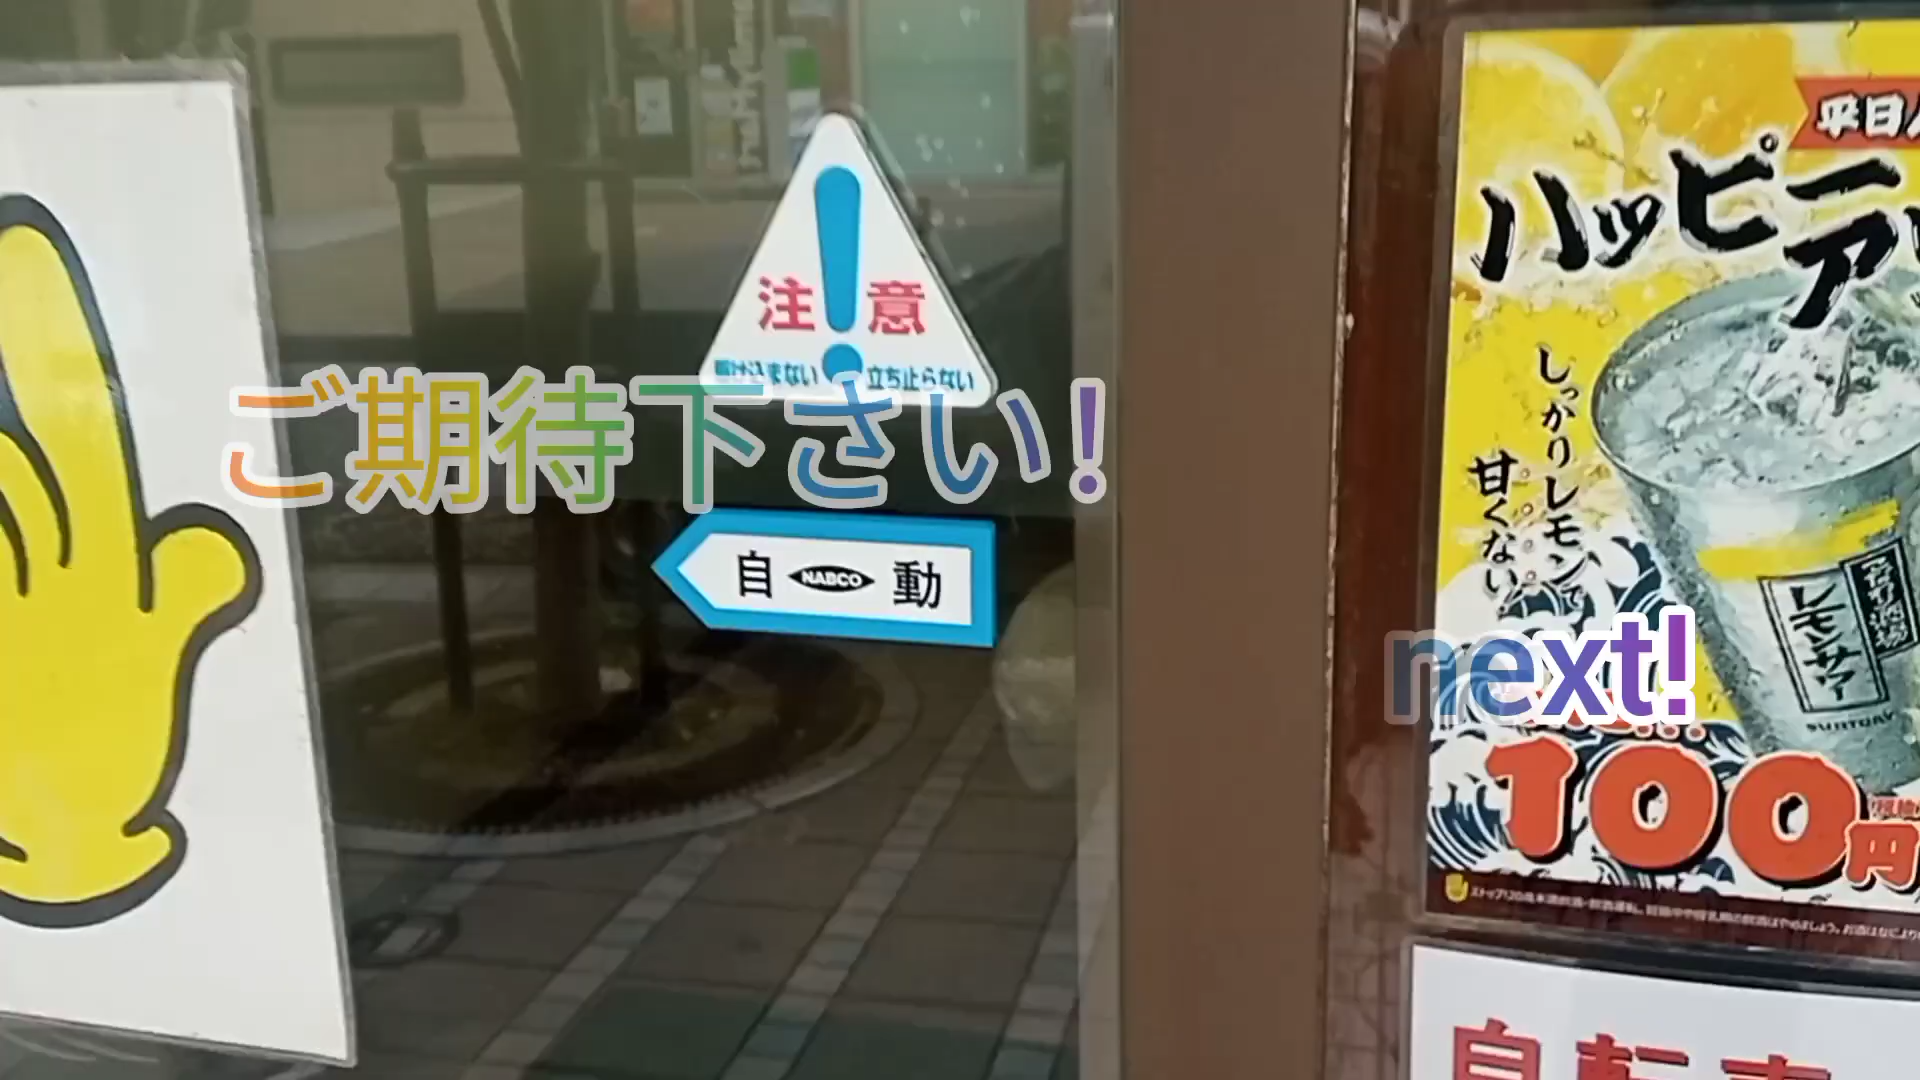 注意
駆け込まない 立ち止らない
ご期待下さい!
自 NABCO 動
平日
ハッピー
ア
しっかりレモンで
甘くない
レモンサワー
SUNTORY
next!
100円
自転車